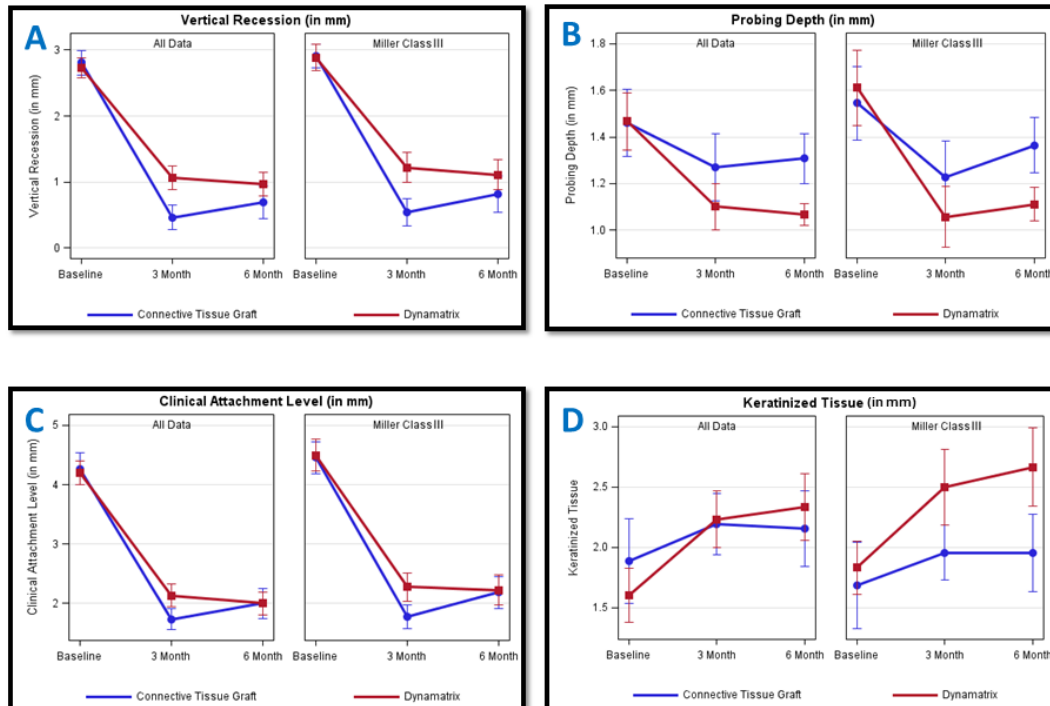 A
Vertical Recession (in mm)
All Data
Miller Class III
Vertical Recession (in mm)
3
2
1
0
Baseline 3 Month 6 Month
Baseline 3 Month 6 Month
Connective Tissue Graft Dynamatrix
B
Probing Depth (in mm)
All Data
Miller Class III
Probing Depth (in mm)
1.8
1.6
1.4
1.2
1.0
Baseline 3 Month 6 Month
Baseline 3 Month 6 Month
Connective Tissue Graft Dynamatrix
C
Clinical Attachment Level (in mm)
All Data
Miller Class III
Clinical Attachment Level (in mm)
5
4
3
2
Baseline 3 Month 6 Month
Baseline 3 Month 6 Month
Connective Tissue Graft Dynamatrix
D
Keratinized Tissue (in mm)
All Data
Miller Class III
Keratinized Tissue
3.0
2.5
2.0
1.5
Baseline 3 Month 6 Month
Baseline 3 Month 6 Month
Connective Tissue Graft Dynamatrix